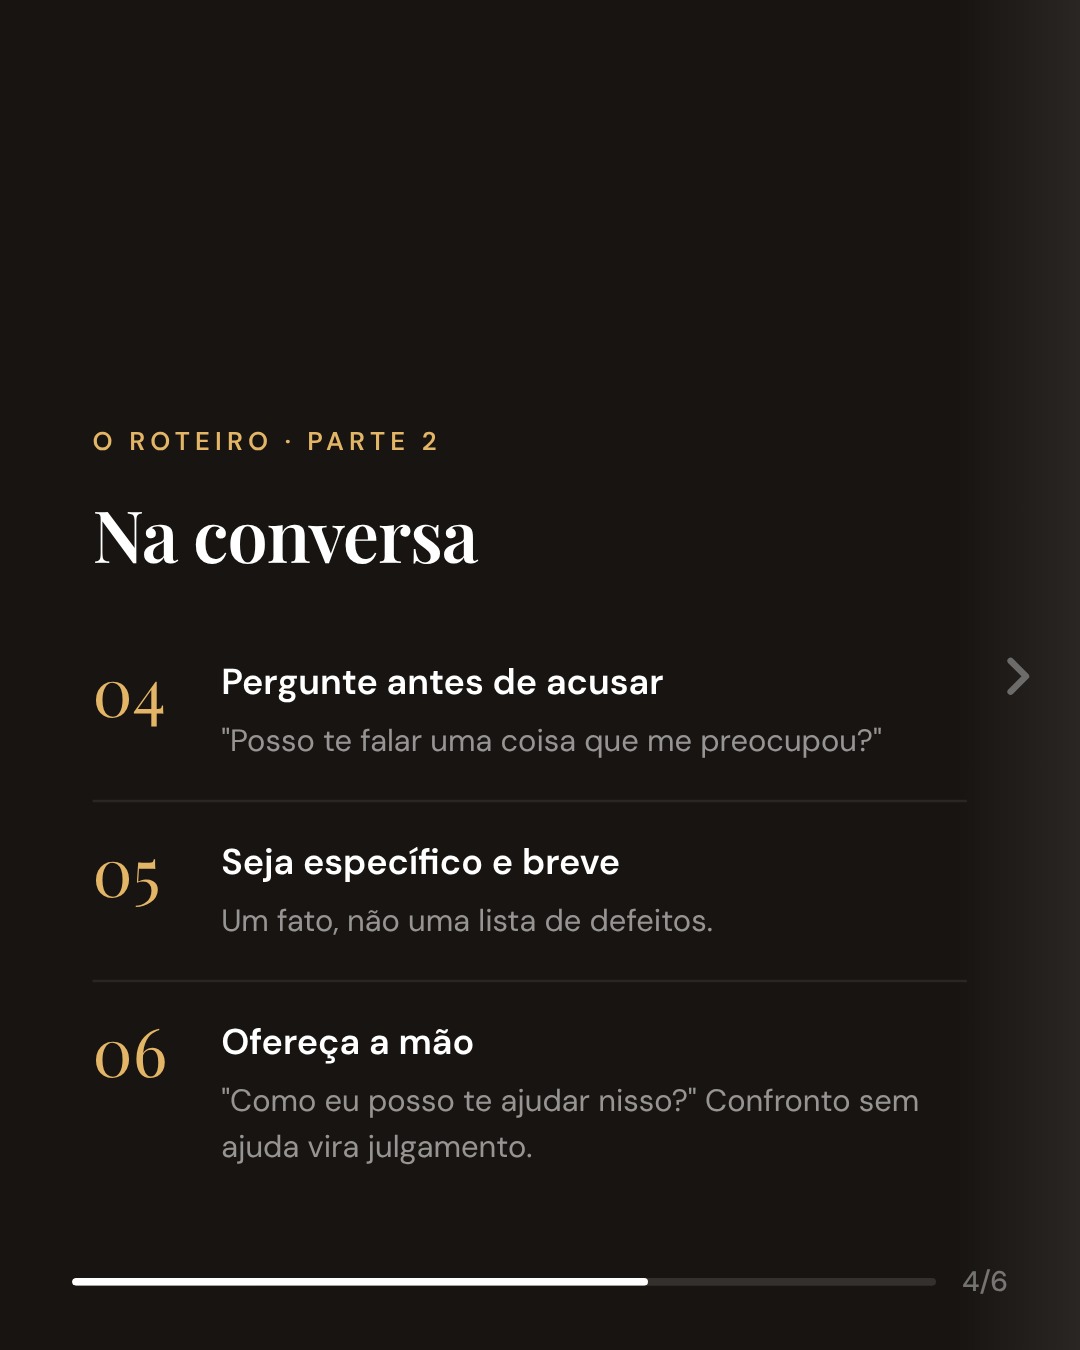 O ROTEIRO · PARTE 2
Na conversa
04
Pergunte antes de acusar
"Posso te falar uma coisa que me preocupou?"
05
Seja específico e breve
Um fato, não uma lista de defeitos.
06
Ofereça a mão
"Como eu posso te ajudar nisso?" Confronto sem
ajuda vira julgamento.
4/6